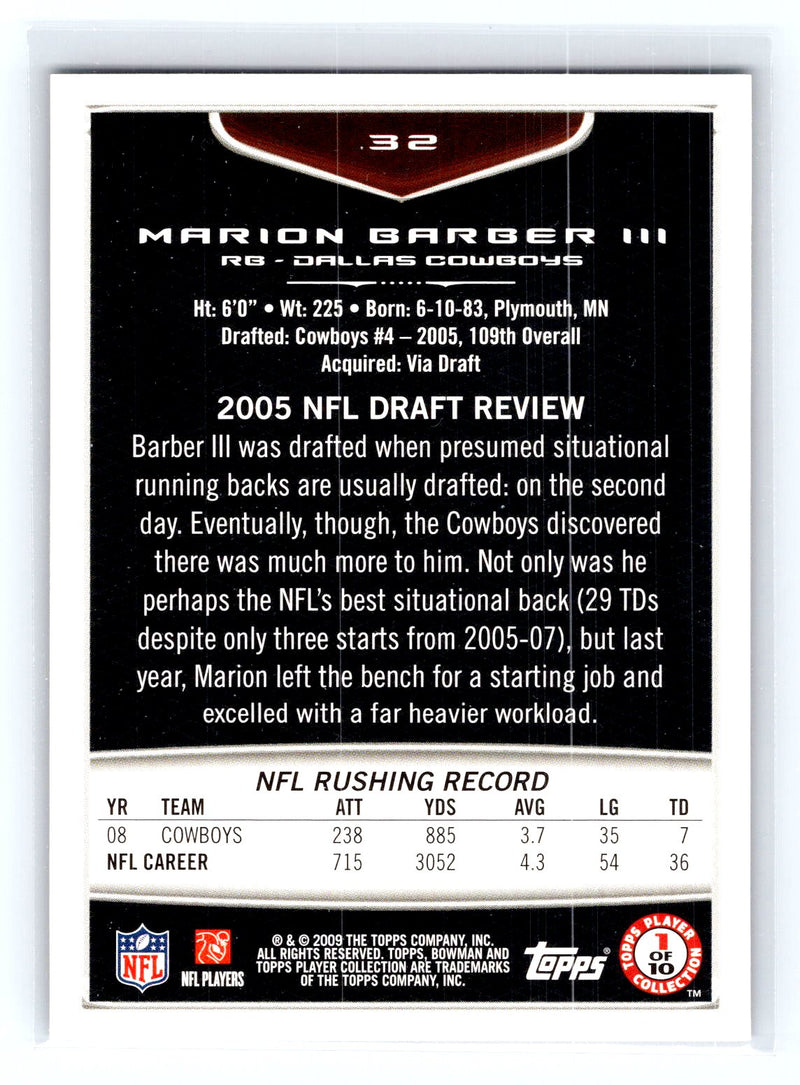 32
MARION BARBER III
RB - DALLAS COWBOYS
Ht: 6'0" • Wt: 225 • Born: 6-10-83, Plymouth, MN
Drafted: Cowboys #4 – 2005, 109th Overall
Acquired: Via Draft
2005 NFL DRAFT REVIEW
Barber III was drafted when presumed situational
running backs are usually drafted: on the second
day. Eventually, though, the Cowboys discovered
there was much more to him. Not only was he
perhaps the NFL's best situational back (29 TDs
despite only three starts from 2005-07), but last
year, Marion left the bench for a starting job and
excelled with a far heavier workload.
NFL RUSHING RECORD
YR TEAM ATT YDS AVG LG TD
08 COWBOYS 238 885 3.7 35 7
NFL CAREER 715 3052 4.3 54 36
NFL
NFL PLAYERS
® & © 2009 THE TOPPS COMPANY, INC.
ALL RIGHTS RESERVED. TOPPS, BOWMAN AND
TOPPS PLAYER COLLECTION ARE TRADEMARKS
OF THE TOPPS COMPANY, INC.
topps®
TOPPS PLAYER
1
OF
10
COLLECTION
TM